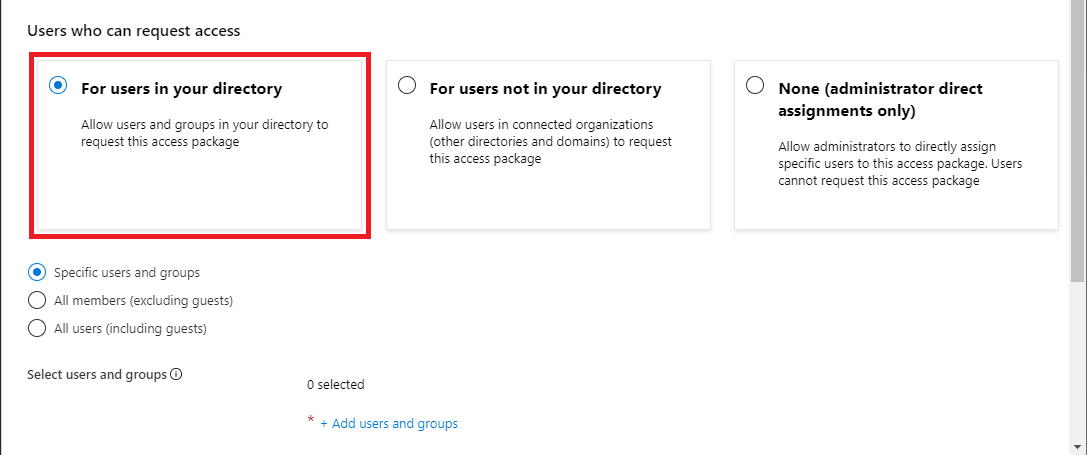 Users who can request access
For users in your directory
Allow users and groups in your directory to
request this access package
For users not in your directory
Allow users in connected organizations
(other directories and domains) to request
this access package
None (administrator direct
assignments only)
Allow administrators to directly assign
specific users to this access package. Users
cannot request this access package
Specific users and groups
All members (excluding guests)
All users (including guests)
Select users and groups
0 selected
* + Add users and groups